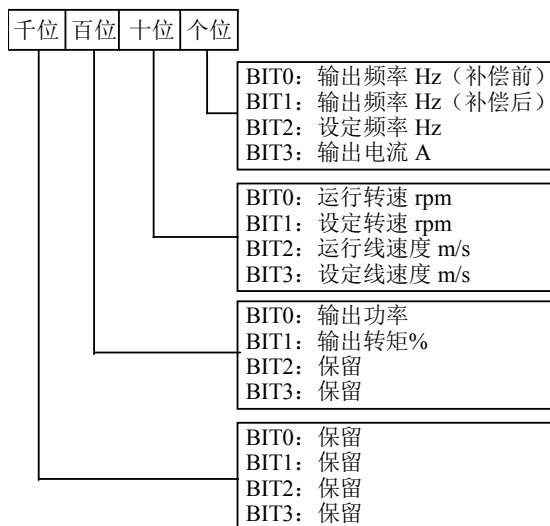 千位 百位 十位 个位
BIT0：输出频率 Hz（补偿前）
BIT1：输出频率 Hz（补偿后）
BIT2：设定频率 Hz
BIT3：输出电流 A
BIT0：运行转速 rpm
BIT1：设定转速 rpm
BIT2：运行线速度 m/s
BIT3：设定线速度 m/s
BIT0：输出功率
BIT1：输出转矩%
BIT2：保留
BIT3：保留
BIT0：保留
BIT1：保留
BIT2：保留
BIT3：保留